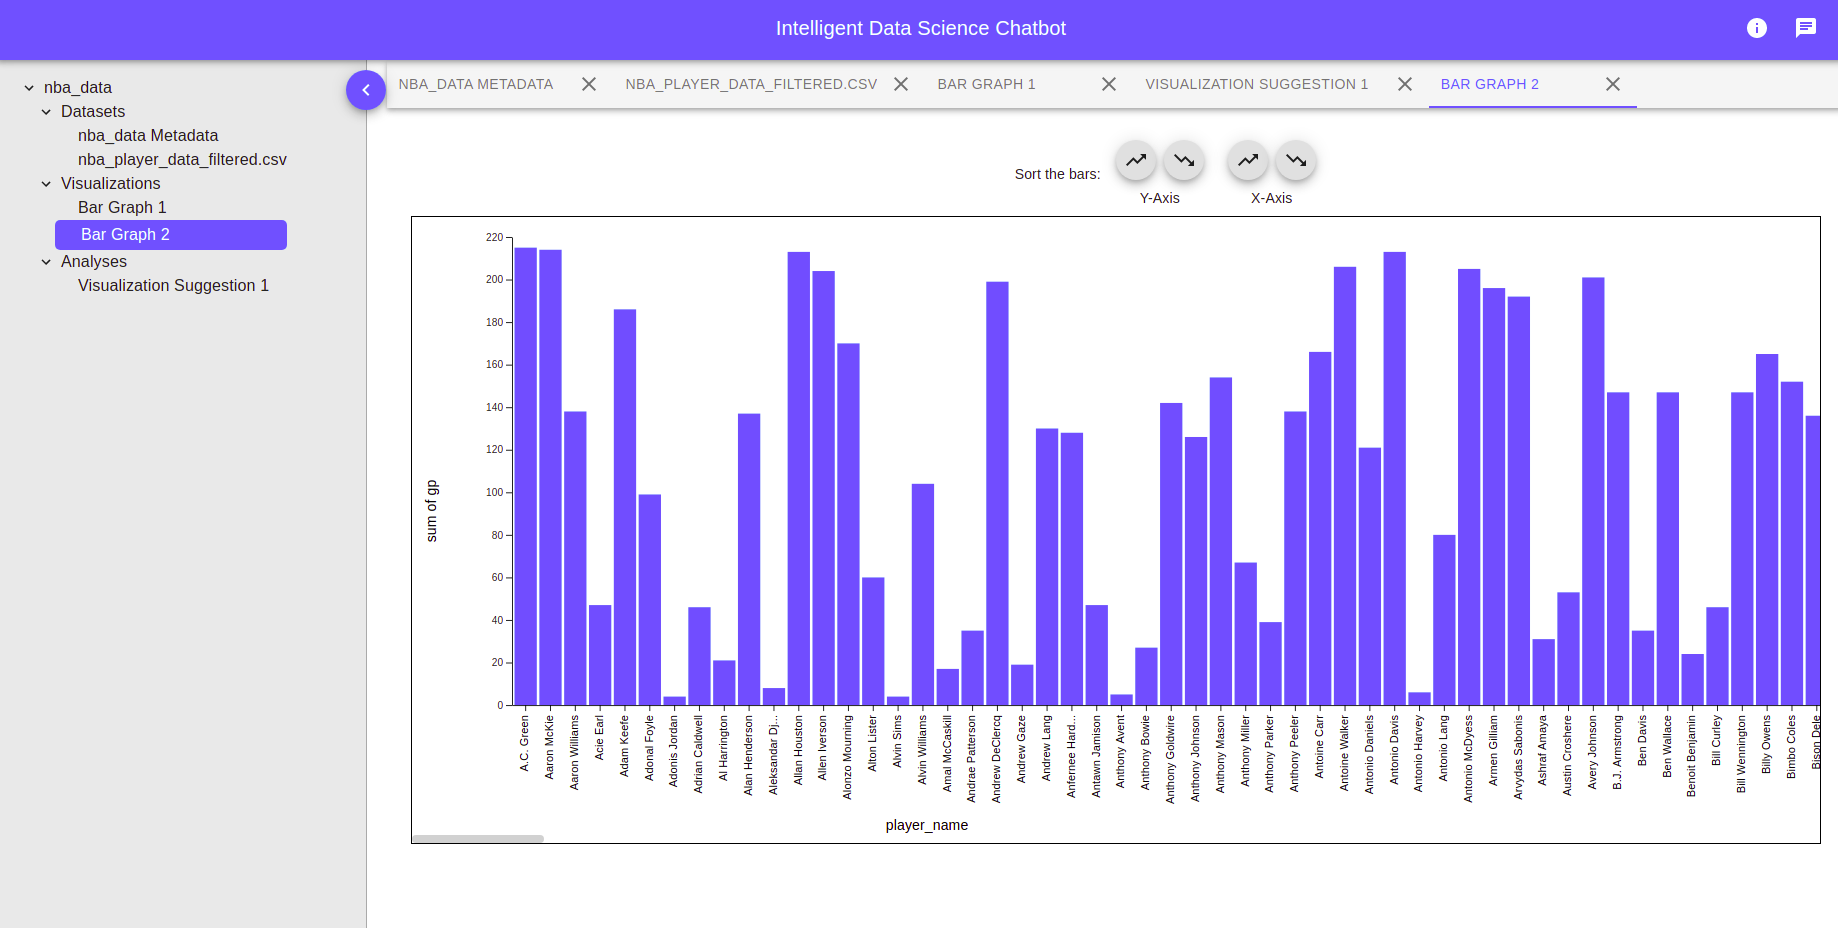 Intelligent Data Science Chatbot
nba_data
Datasets
nba_data Metadata
nba_player_data_filtered.csv
Visualizations
Bar Graph 1
Bar Graph 2
Analyses
Visualization Suggestion 1
NBA_DATA METADATA
NBA_PLAYER_DATA_FILTERED.CSV
BAR GRAPH 1
VISUALIZATION SUGGESTION 1
BAR GRAPH 2
Sort the bars:
Y-Axis
X-Axis
220
200
180
160
140
120
100
80
60
40
20
0
sum of gp
A.C. Green
Aaron McKie
Aaron Williams
Acie Earl
Adam Keefe
Adonal Foyle
Adonis Jordan
Adrian Caldwell
Al Harrington
Alan Henderson
Aleksandar Dj...
Allan Houston
Allen Iverson
Alonzo Mourning
Alton Lister
Alvin Sims
Alvin Williams
Amal McCaskill
Andrae Patterson
Andrew DeClercq
Andrew Gaze
Andrew Lang
Anfernee Hard...
Antawn Jamison
Anthony Avent
Anthony Bowie
Anthony Goldwire
Anthony Johnson
Anthony Mason
Anthony Miller
Anthony Parker
Anthony Peeler
Antoine Carr
Antoine Walker
Antonio Daniels
Antonio Davis
Antonio Harvey
Antonio Lang
Antonio McDyess
Armen Gilliam
Arvydas Sabonis
Ashraf Amaya
Austin Croshere
Avery Johnson
B.J. Armstrong
Ben Davis
Ben Wallace
Benoit Benjamin
Bill Curley
Bill Wennington
Billy Owens
Bimbo Coles
Bison Dele
player_name